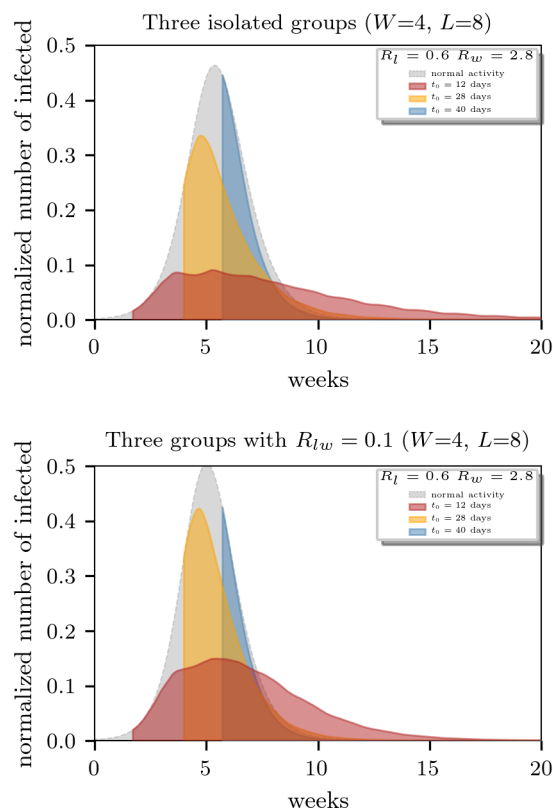 Three isolated groups (W=4, L=8)
normalized number of infected
0.5
0.4
0.3
0.2
0.1
0.0
R_l = 0.6 R_w = 2.8
normal activity
t_0 = 12 days
t_0 = 28 days
t_0 = 40 days
0 5 10 15 20
weeks
Three groups with R_{lw} = 0.1 (W=4, L=8)
normalized number of infected
0.5
0.4
0.3
0.2
0.1
0.0
R_l = 0.6 R_w = 2.8
normal activity
t_0 = 12 days
t_0 = 28 days
t_0 = 40 days
0 5 10 15 20
weeks